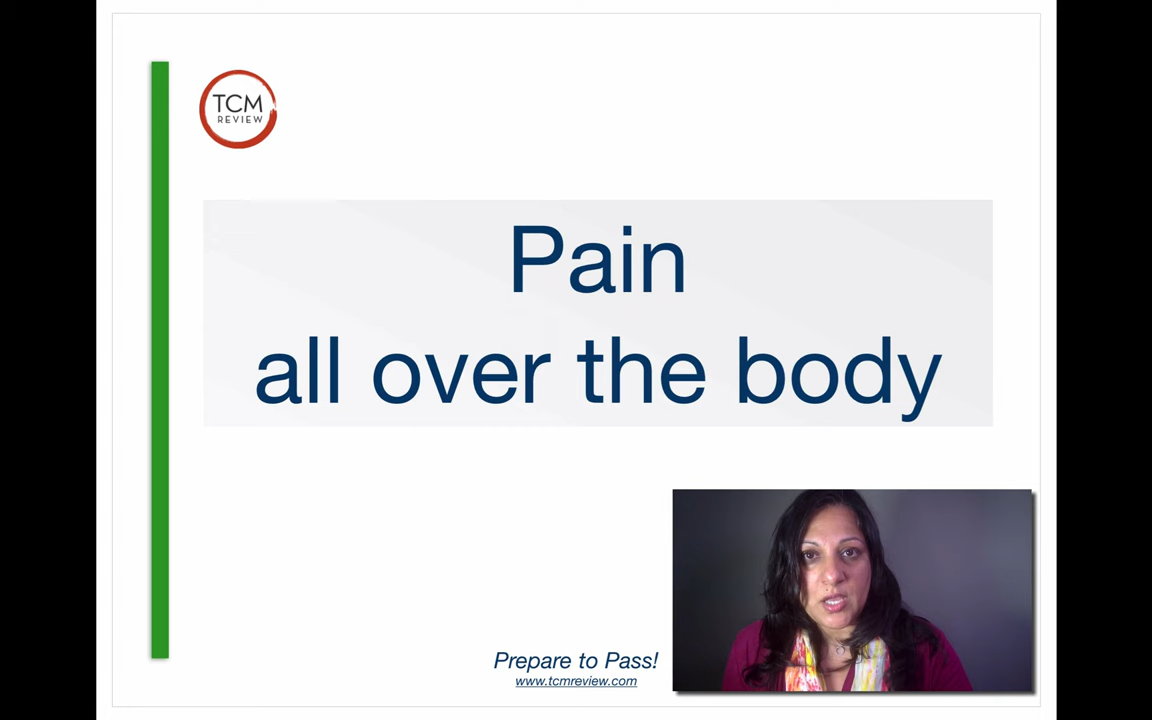 TCM
REVIEW
Pain
all over the body
Prepare to Pass!
www.tcmreview.com